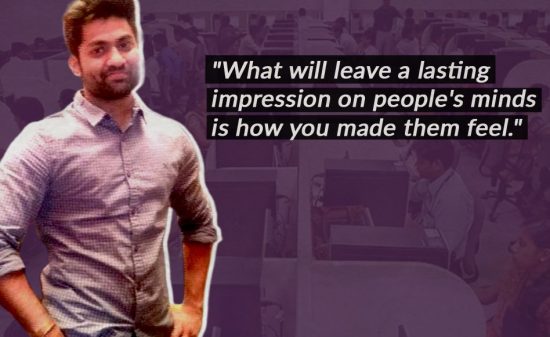 "What will leave a lasting
impression on people's minds
is how you made them feel."